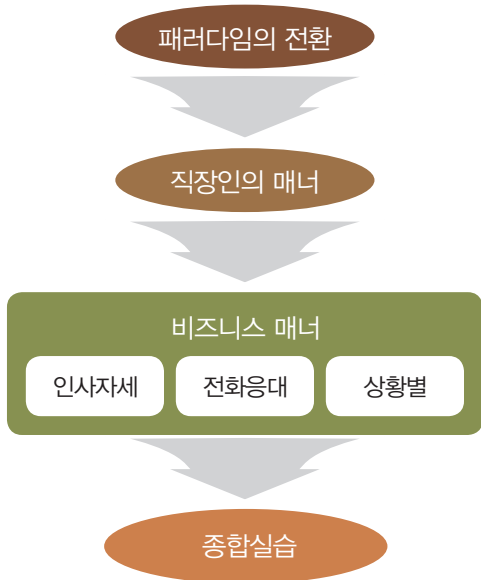 패러다임의 전환
직장인의 매너
비즈니스 매너
인사자세 전화응대 상황별
종합실습